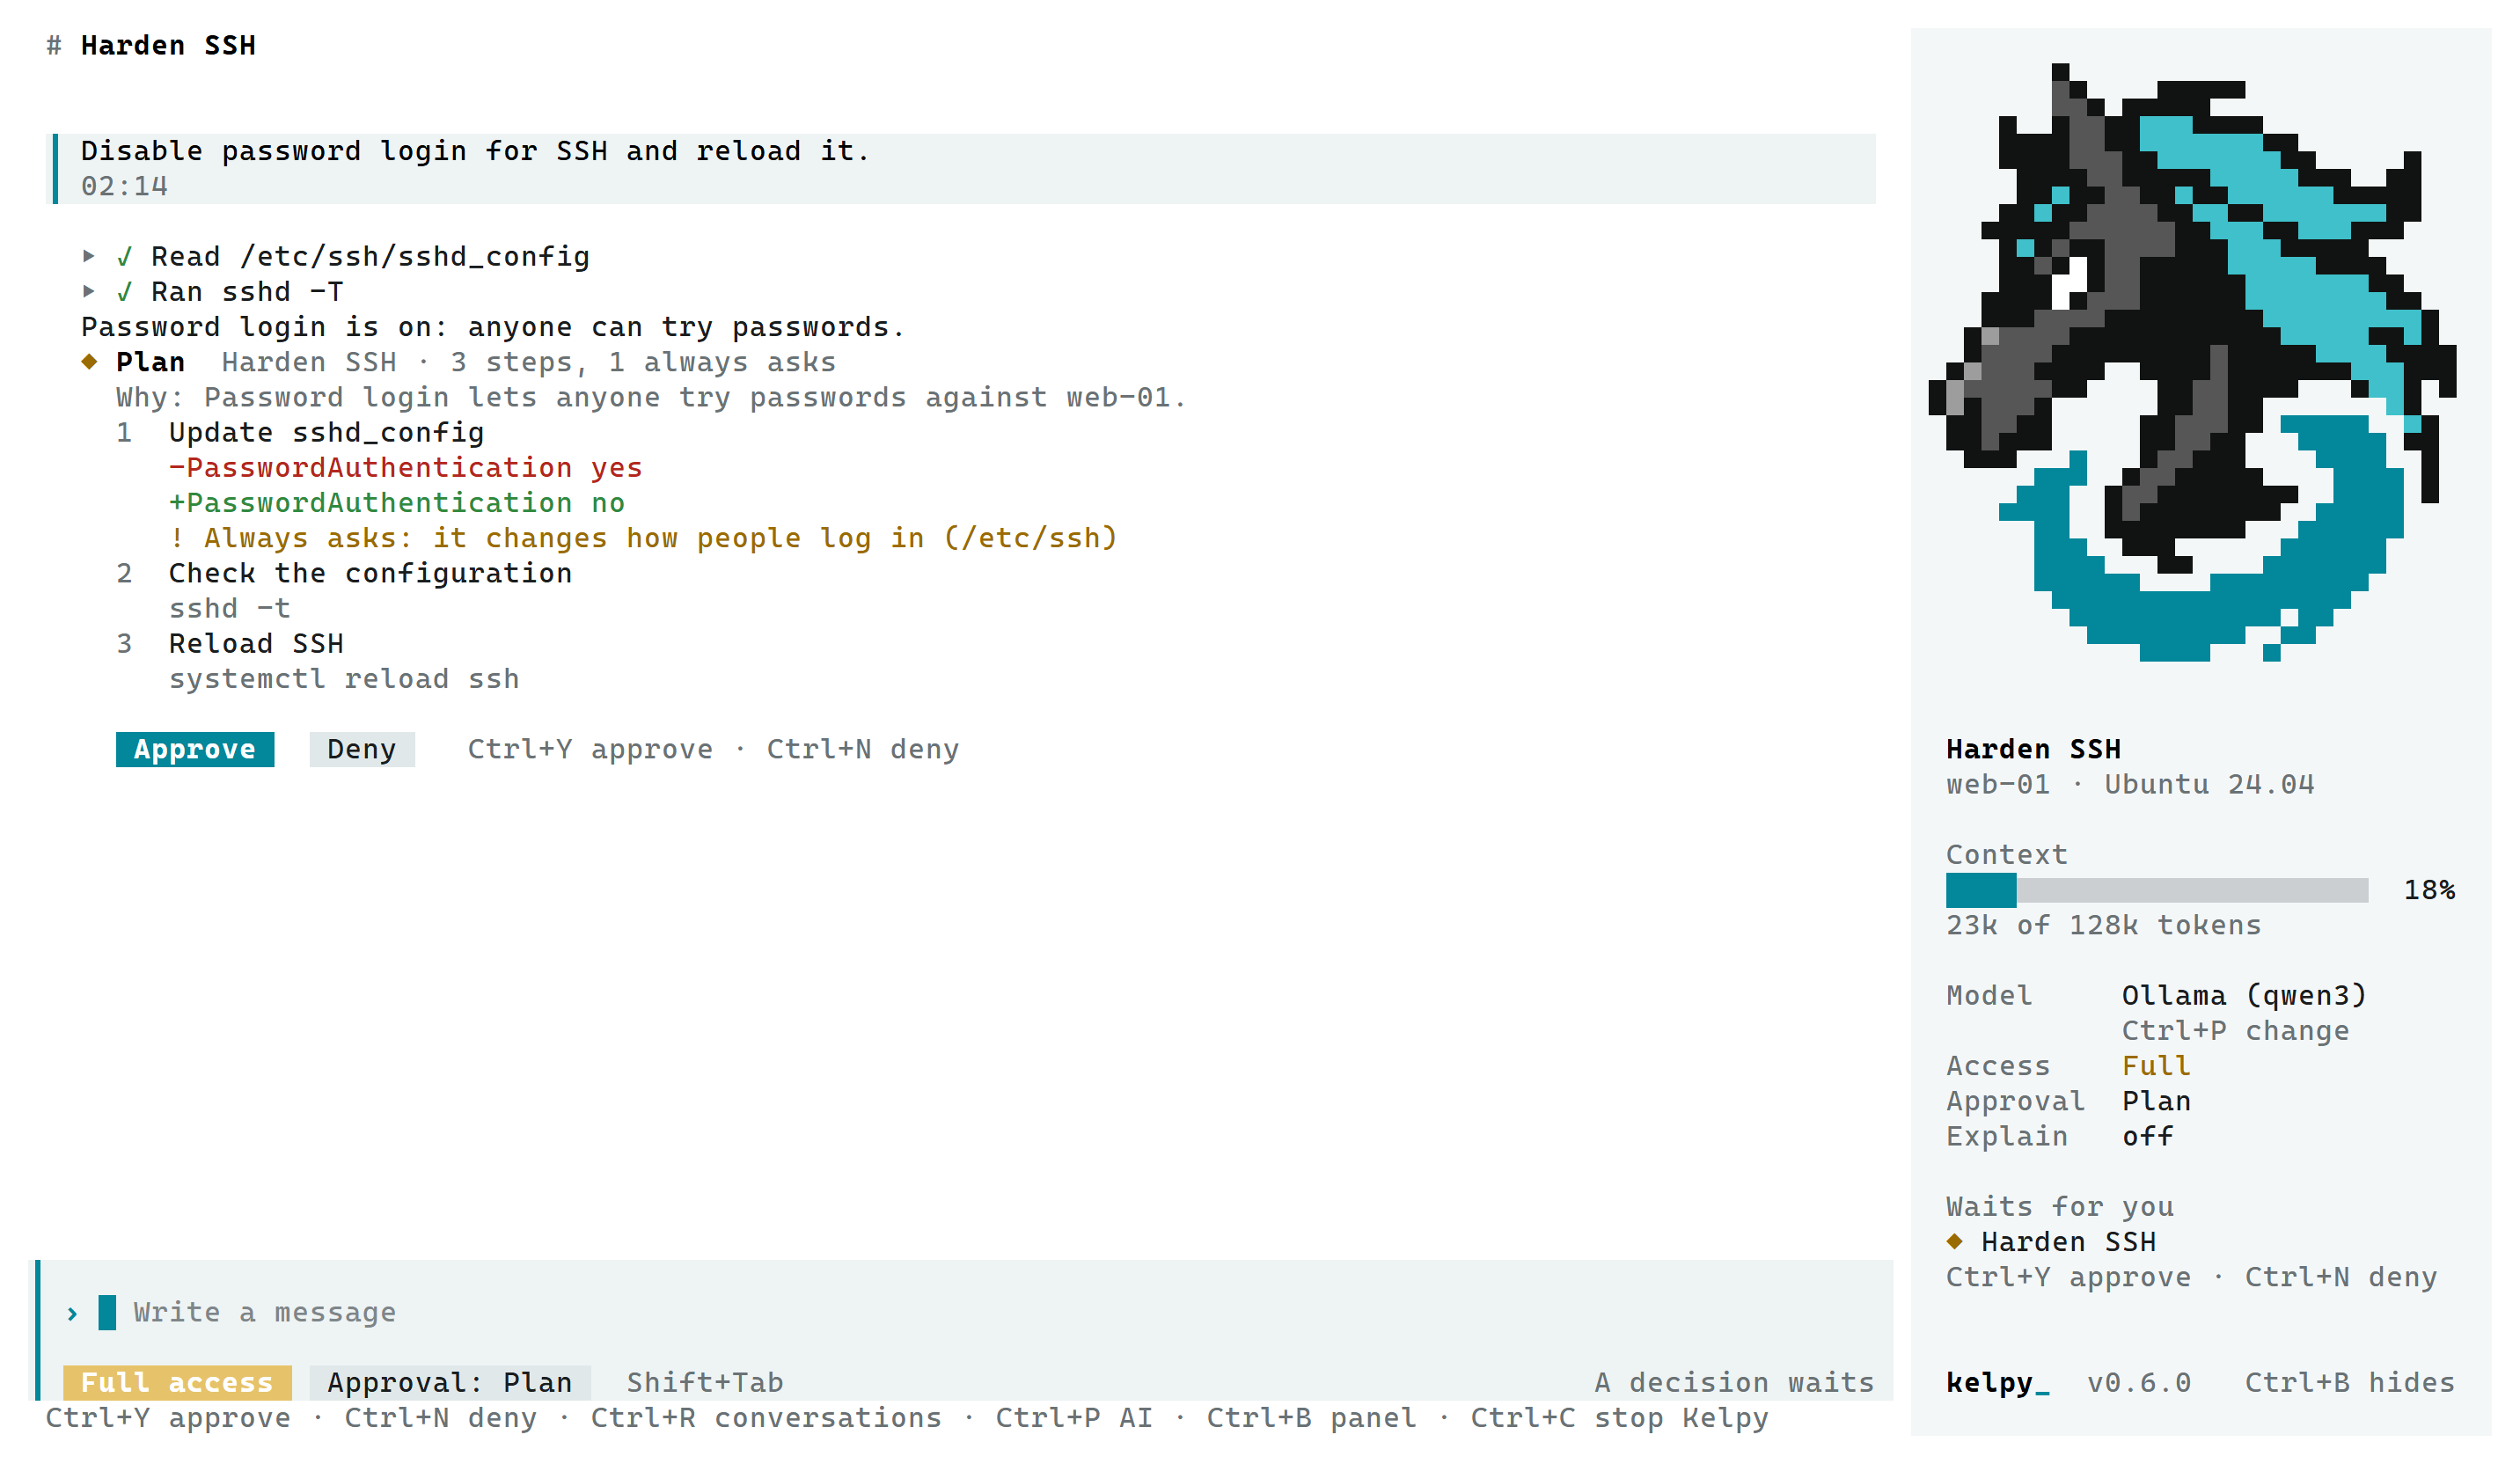 # Harden SSH
Disable password login for SSH and reload it.
02:14
▸ ✓ Read /etc/ssh/sshd_config
▸ ✓ Ran sshd -T
Password login is on: anyone can try passwords.
◆ Plan  Harden SSH · 3 steps, 1 always asks
Why: Password login lets anyone try passwords against web-01.
1  Update sshd_config
-PasswordAuthentication yes
+PasswordAuthentication no
! Always asks: it changes how people log in (/etc/ssh)
2  Check the configuration
sshd -t
3  Reload SSH
systemctl reload ssh
Approve  Deny  Ctrl+Y approve · Ctrl+N deny
› Write a message
Full access  Approval: Plan  Shift+Tab  A decision waits
Ctrl+Y approve · Ctrl+N deny · Ctrl+R conversations · Ctrl+P AI · Ctrl+B panel · Ctrl+C stop Kelpy
Harden SSH
web-01 · Ubuntu 24.04
Context
18%
23k of 128k tokens
Model  Ollama (qwen3)
Ctrl+P change
Access  Full
Approval  Plan
Explain  off
Waits for you
◆ Harden SSH
Ctrl+Y approve · Ctrl+N deny
kelpy_  v0.6.0  Ctrl+B hides